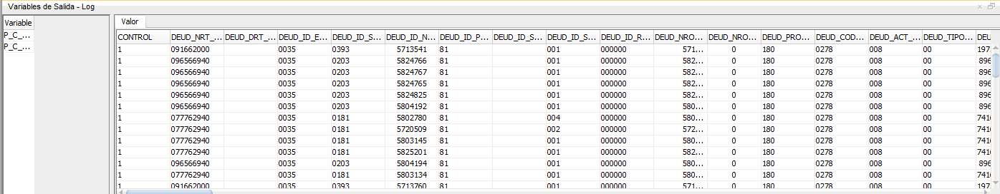 Variables de Salida - Log
Variable
P_C_...
P_C_...
Valor
CONTROL DEUD_NRT_... DEUD_DRT_... DEUD_ID_E... DEUD_ID_S... DEUD_ID_N... DEUD_ID_P... DEUD_ID_S... DEUD_ID_S... DEUD_ID_R... DEUD_NRO... DEUD_NRO... DEUD_PRO... DEUD_COD... DEUD_ACT_... DEUD_TIPO... DEU
1 091662000 0035 0393 5713541 81 001 000000 571... 0 180 0278 008 00 197
1 096566940 0035 0203 5824766 81 001 000000 582... 0 180 0278 008 00 896
1 096566940 0035 0203 5824767 81 001 000000 582... 0 180 0278 008 00 896
1 096566940 0035 0203 5824765 81 001 000000 582... 0 180 0278 008 00 896
1 096566940 0035 0203 5824825 81 001 000000 582... 0 180 0278 008 00 896
1 096566940 0035 0203 5804192 81 001 000000 580... 0 180 0278 008 00 896
1 077762940 0035 0181 5802780 81 004 000000 580... 0 180 0278 008 00 741
1 077762940 0035 0181 5720509 81 002 000000 572... 0 180 0278 008 00 741
1 077762940 0035 0181 5803145 81 001 000000 580... 0 180 0278 008 00 741
1 077762940 0035 0181 5825201 81 001 000000 582... 0 180 0278 008 00 741
1 096566940 0035 0203 5804194 81 001 000000 580... 0 180 0278 008 00 896
1 077762940 0035 0181 5803134 81 001 000000 580... 0 180 0278 008 00 741
1 091662000 0035 0393 5713760 81 001 000000 571... 0 180 0278 008 00 197